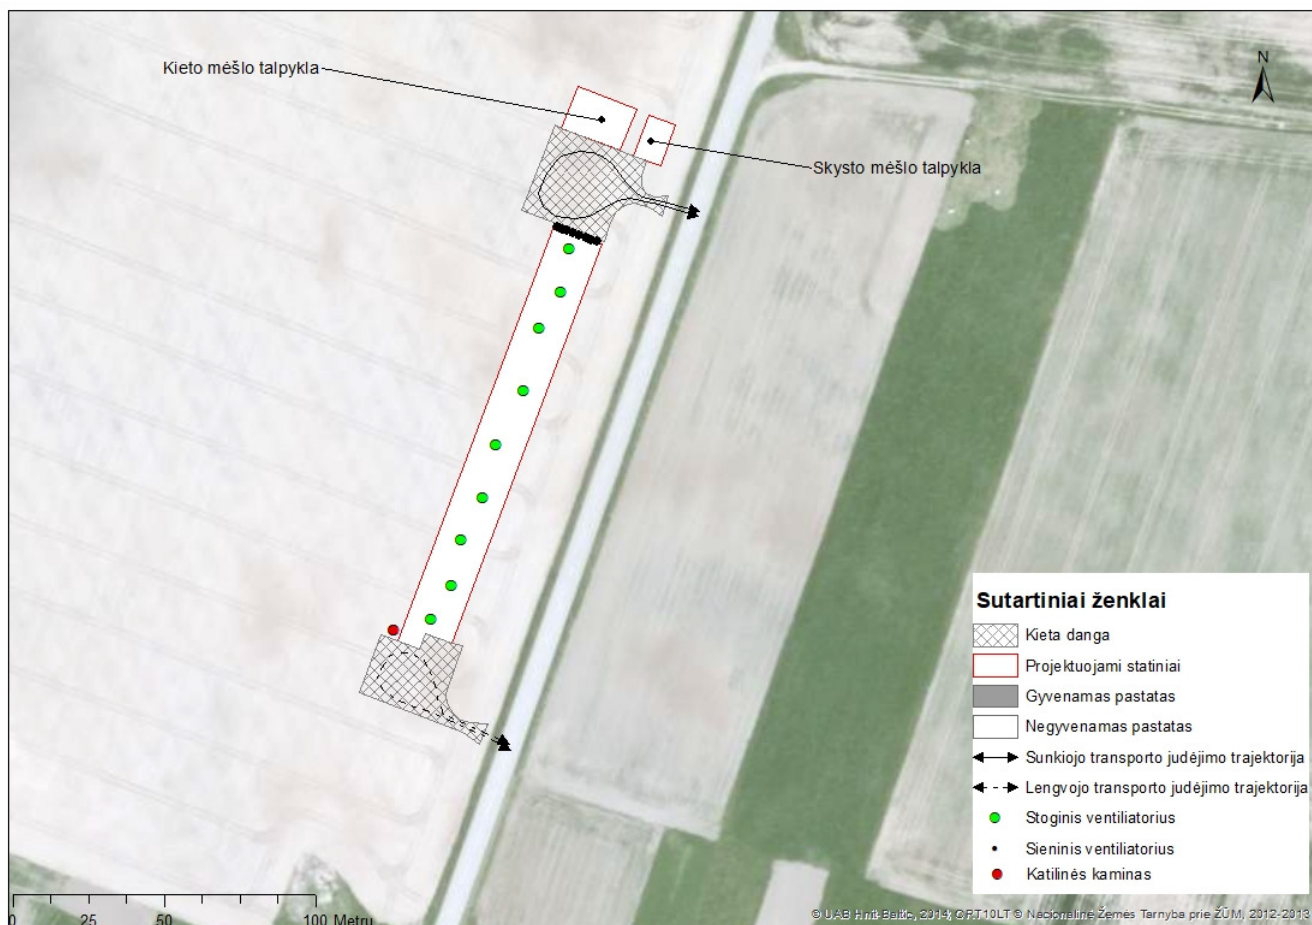 Kieto mėšlo talpykla
N
Skysto mėšlo talpykla
Sutartiniai ženklai
Kieta danga
Projektuojami statiniai
Gyvenamas pastatas
Negyvenamas pastatas
Sunkiojo transporto judėjimo trajektorija
Lengvojo transporto judėjimo trajektorija
Stoginis ventiliatorius
Sieninis ventiliatorius
Katilinės kaminas
0 25 50 100 Metrų
© UAB Hnit-Baltic, 2014; ORT10LT © Nacionalinė Žemės Tarnyba prie ŽŪM, 2012-2013